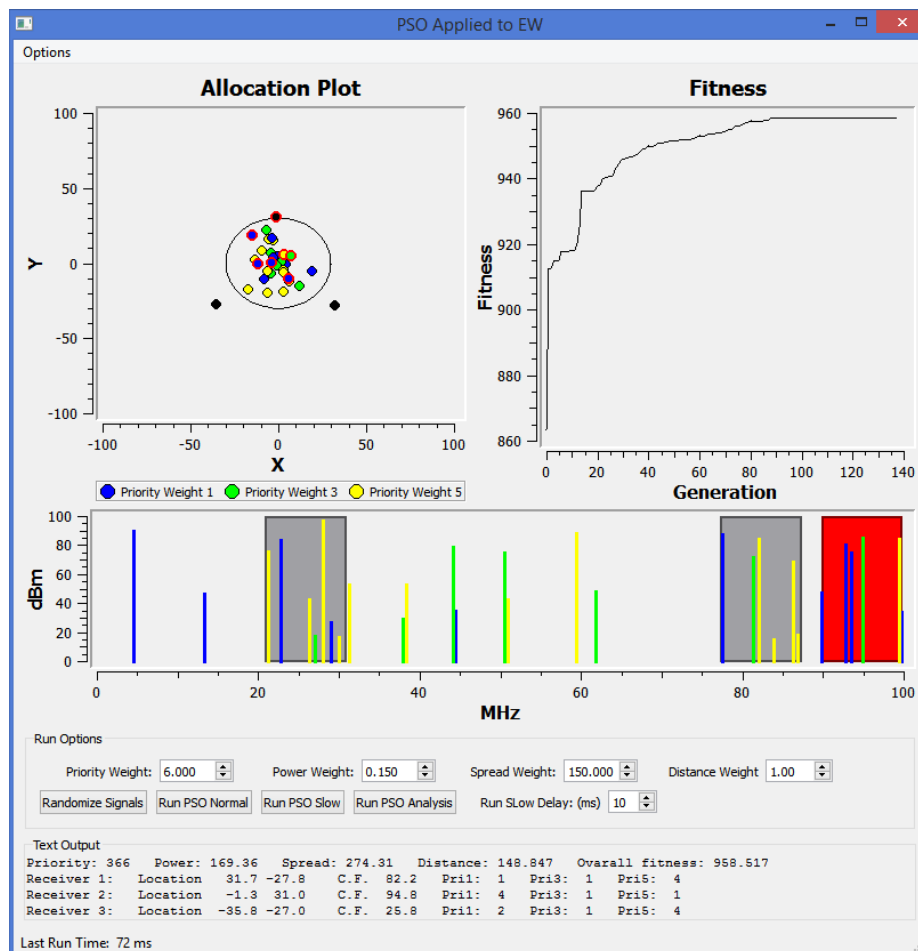 PSO Applied to EW
Options
Allocation Plot
100
50
0
-50
-100
Y
-100 -50 0 50 100
X
Priority Weight 1 Priority Weight 3 Priority Weight 5
Fitness
960
940
920
900
880
860
Fitness
0 20 40 60 80 100 120 140
Generation
100
80
60
40
20
0
dBm
0 20 40 60 80 100
MHz
Run Options
Priority Weight: 6.000 Power Weight: 0.150 Spread Weight: 150.000 Distance Weight 1.00
Randomize Signals Run PSO Normal Run PSO Slow Run PSO Analysis Run SLow Delay: (ms) 10
Text Output
Priority: 366 Power: 169.36 Spread: 274.31 Distance: 148.847 Ovarall fitness: 958.517
Receiver 1: Location 31.7 -27.8 C.F. 82.2 Pri1: 1 Pri3: 1 Pri5: 4
Receiver 2: Location -1.3 31.0 C.F. 94.8 Pri1: 4 Pri3: 1 Pri5: 1
Receiver 3: Location -35.8 -27.0 C.F. 25.8 Pri1: 2 Pri3: 1 Pri5: 4
Last Run Time: 72 ms